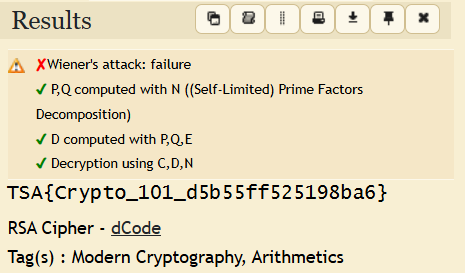 Results
Wiener's attack: failure
P,Q computed with N ((Self-Limited) Prime Factors
Decomposition)
D computed with P,Q,E
Decryption using C,D,N
TSA{Crypto_101_d5b55ff525198ba6}
RSA Cipher - dCode
Tag(s) : Modern Cryptography, Arithmetics